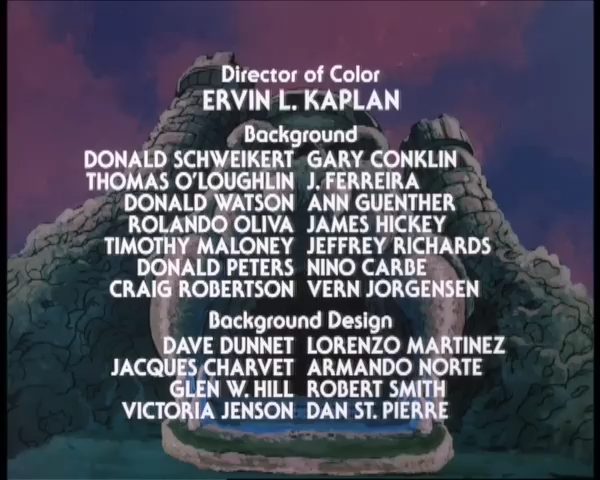 Director of Color
ERVIN L. KAPLAN
Background
DONALD SCHWEIKERT GARY CONKLIN
THOMAS O'LOUGHLIN J. FERREIRA
DONALD WATSON ANN GUENTHER
ROLANDO OLIVA JAMES HICKEY
TIMOTHY MALONEY JEFFREY RICHARDS
DONALD PETERS NINO CARBE
CRAIG ROBERTSON VERN JORGENSEN
Background Design
DAVE DUNNET LORENZO MARTINEZ
JACQUES CHARVET ARMANDO NORTE
GLEN W. HILL ROBERT SMITH
VICTORIA JENSON DAN ST. PIERRE